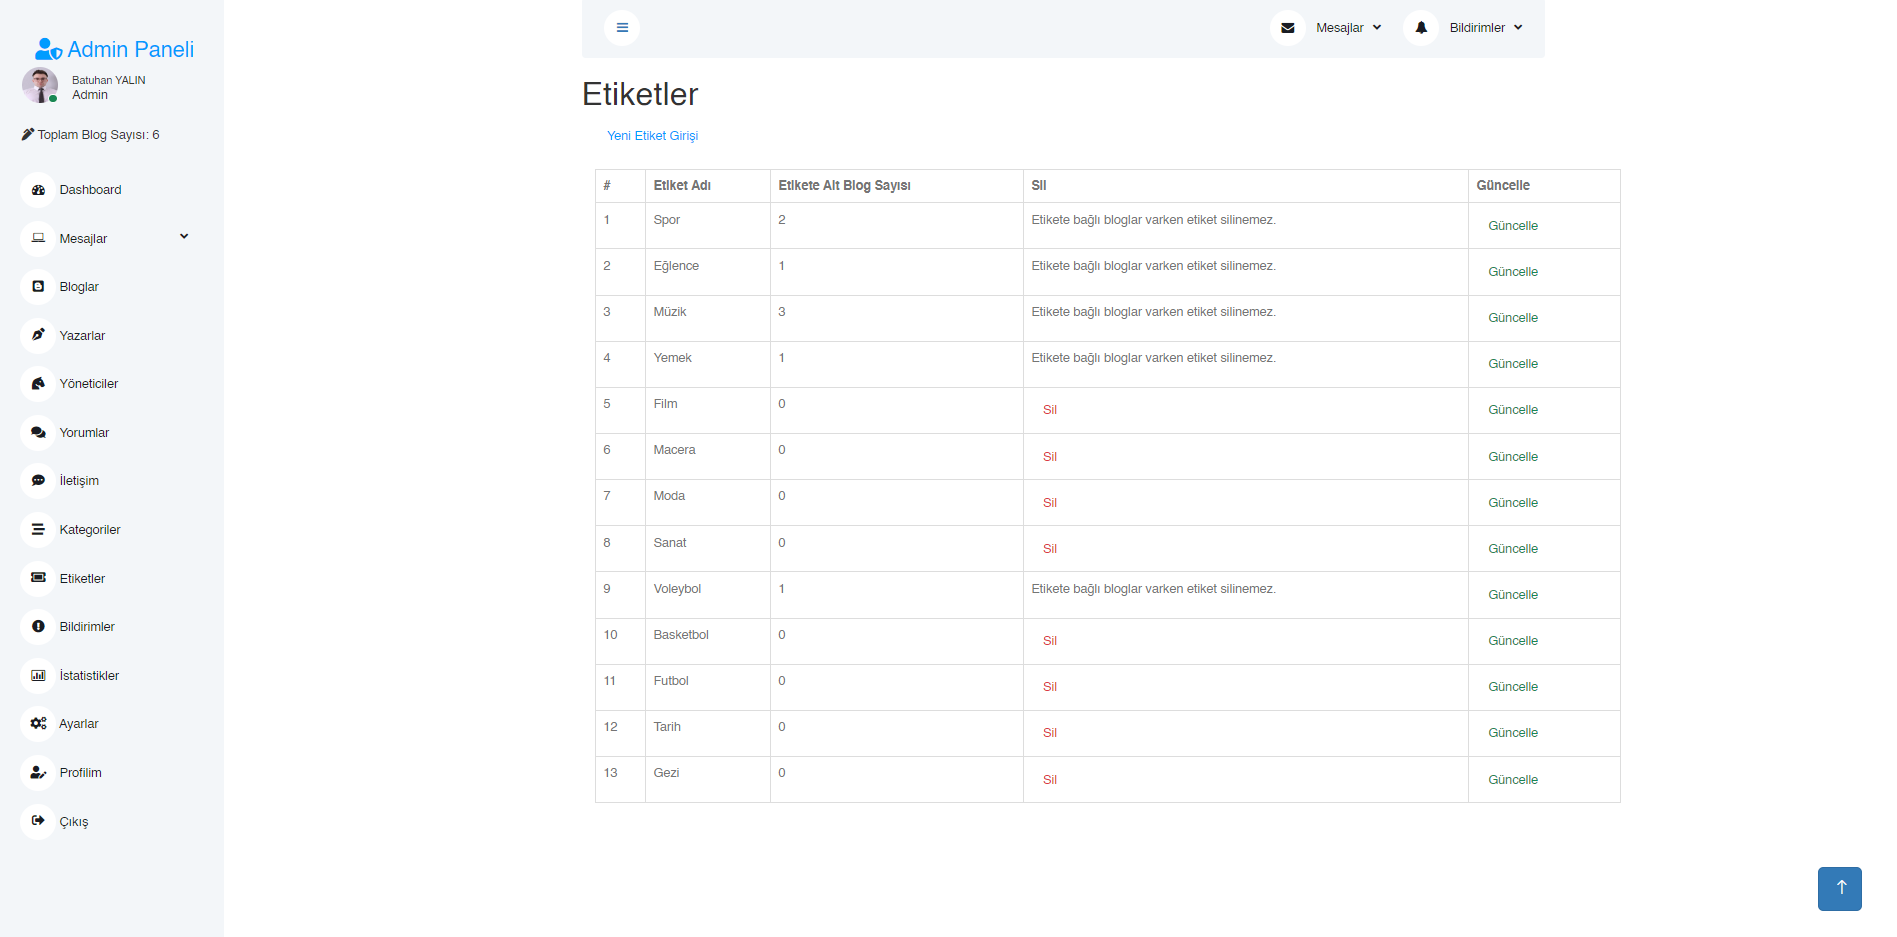 Admin Paneli
Batuhan YALIN
Admin
Toplam Blog Sayısı: 6
Dashboard
Mesajlar
Bloglar
Yazarlar
Yöneticiler
Yorumlar
İletişim
Kategoriler
Etiketler
Bildirimler
İstatistikler
Ayarlar
Profilim
Çıkış
Mesajlar Bildirimler
Etiketler
Yeni Etiket Girişi
# Etiket Adı Etikete Ait Blog Sayısı Sil Güncelle
1 Spor 2 Etikete bağlı bloglar varken etiket silinemez. Güncelle
2 Eğlence 1 Etikete bağlı bloglar varken etiket silinemez. Güncelle
3 Müzik 3 Etikete bağlı bloglar varken etiket silinemez. Güncelle
4 Yemek 1 Etikete bağlı bloglar varken etiket silinemez. Güncelle
5 Film 0 Sil Güncelle
6 Macera 0 Sil Güncelle
7 Moda 0 Sil Güncelle
8 Sanat 0 Sil Güncelle
9 Voleybol 1 Etikete bağlı bloglar varken etiket silinemez. Güncelle
10 Basketbol 0 Sil Güncelle
11 Futbol 0 Sil Güncelle
12 Tarih 0 Sil Güncelle
13 Gezi 0 Sil Güncelle